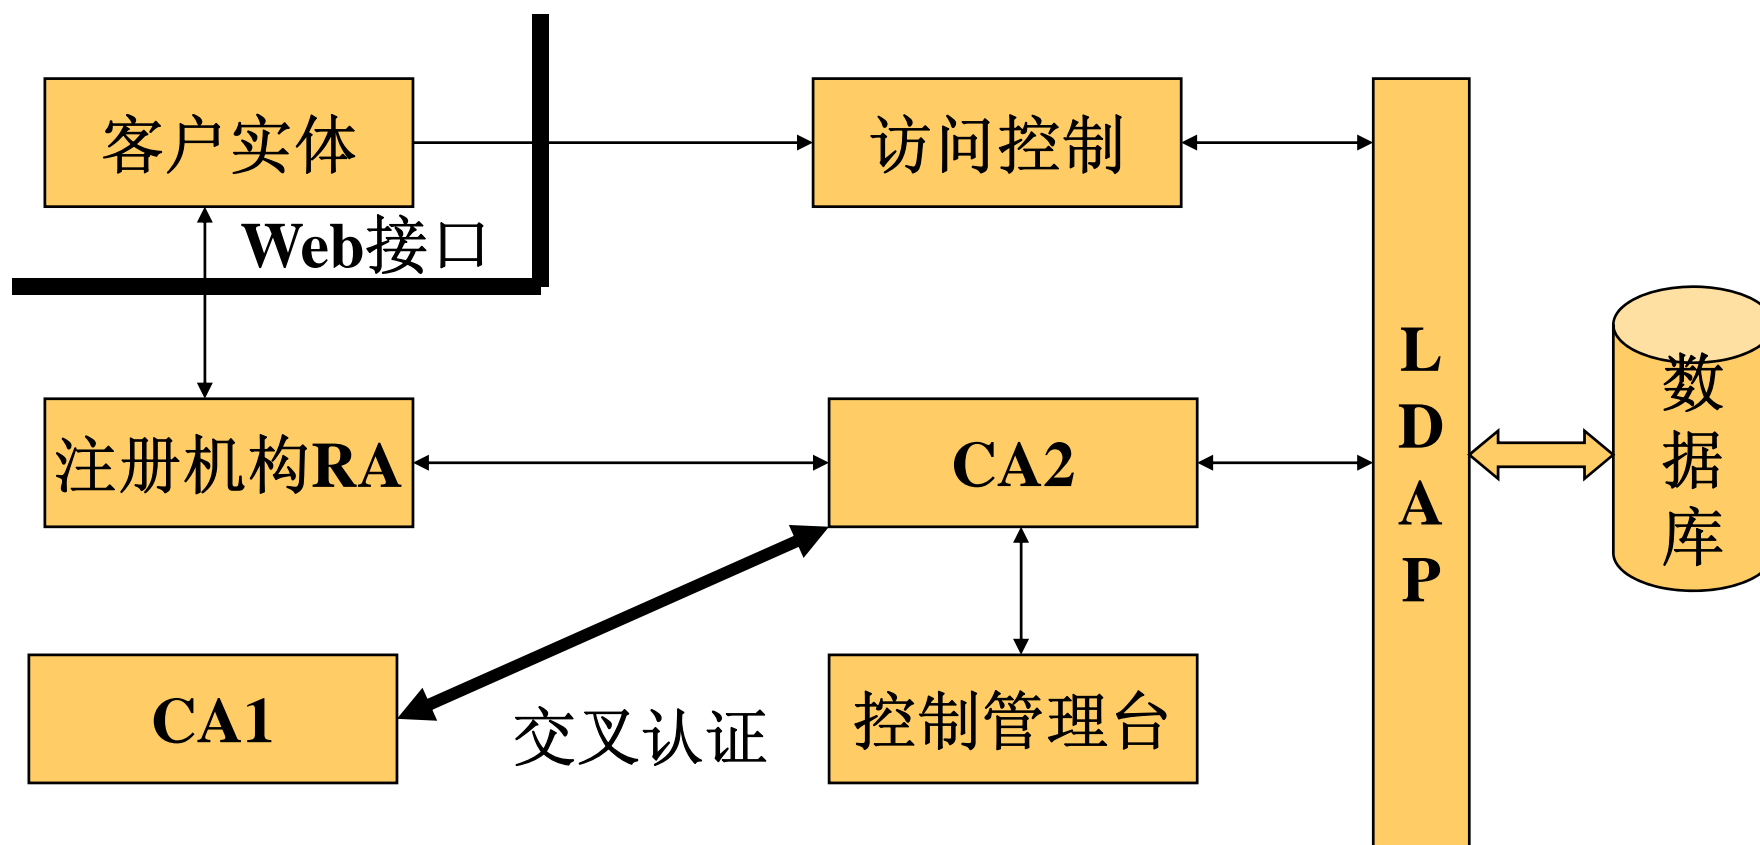 客户实体
访问控制
Web接口
注册机构RA
CA2
L
D
A
P
数
据
库
CA1
交叉认证
控制管理台